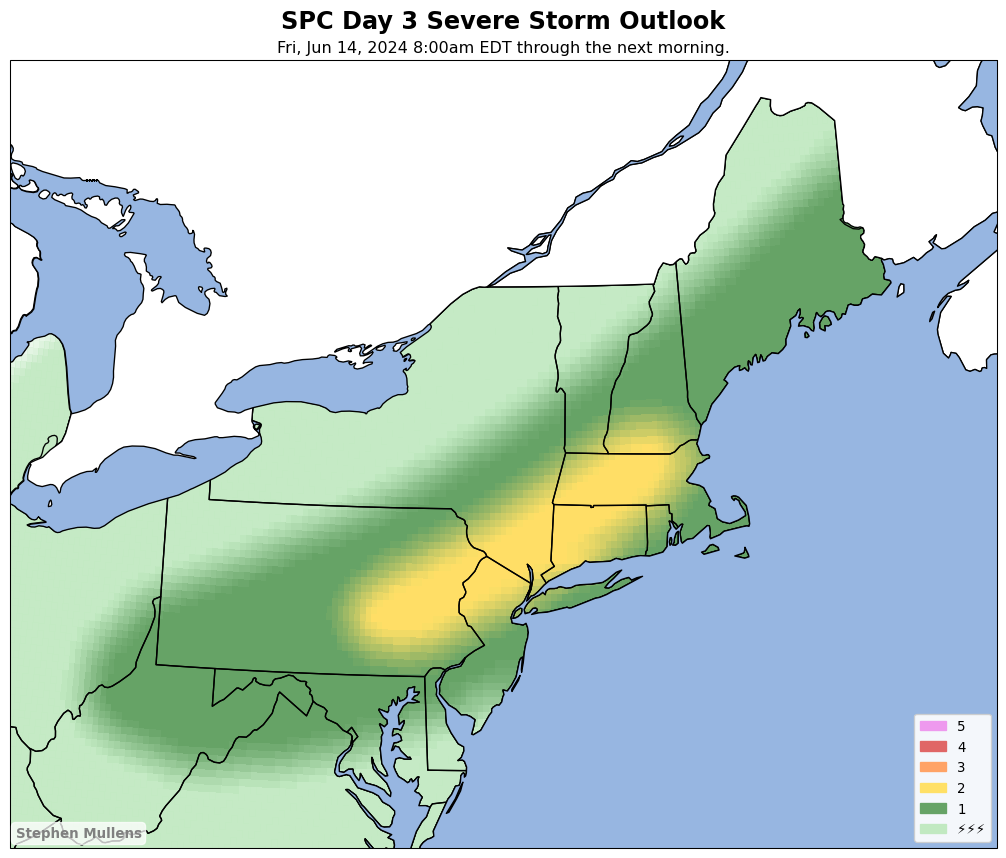 SPC Day 3 Severe Storm Outlook
Fri, Jun 14, 2024 8:00am EDT through the next morning.
5
4
3
2
1
⚡⚡⚡
Stephen Mullens